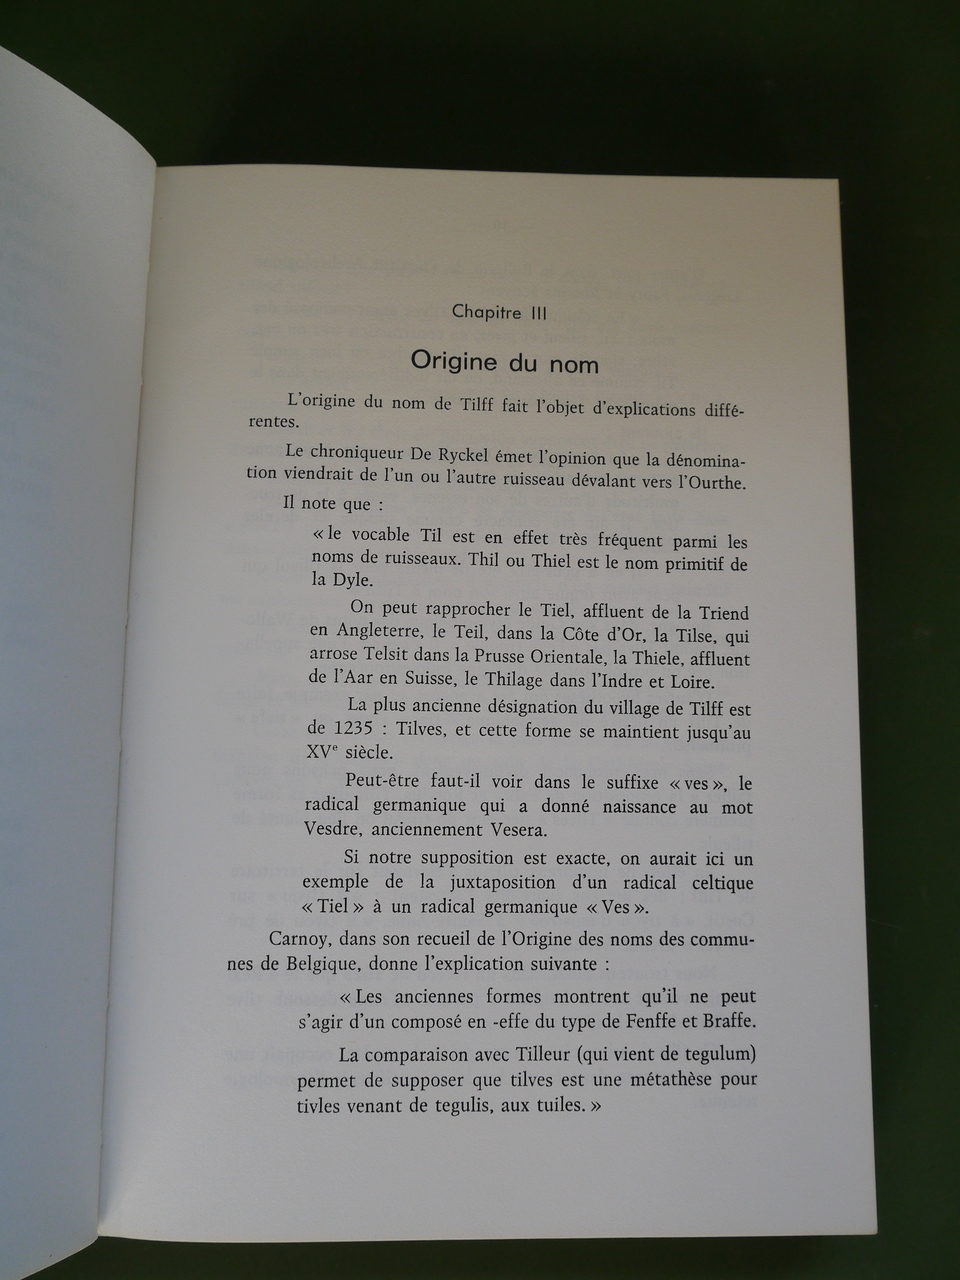 Chapitre III
Origine du nom
L'origine du nom de Tilff fait l'objet d'explications diffé-
rentes.
Le chroniqueur De Ryckel émet l'opinion que la dénomina-
tion viendrait de l'un ou l'autre ruisseau dévalant vers l'Ourthe.
Il note que :
« le vocable Til est en effet très fréquent parmi les
noms de ruisseaux. Thil ou Thiel est le nom primitif de
la Dyle.
On peut rapprocher le Tiel, affluent de la Triend
en Angleterre, le Teil, dans la Côte d'Or, la Tilse, qui
arrose Telsit dans la Prusse Orientale, la Thiele, affluent
de l'Aar en Suisse, le Thilage dans l'Indre et Loire.
La plus ancienne désignation du village de Tilff est
de 1235 : Tilves, et cette forme se maintient jusqu'au
XVe siècle.
Peut-être faut-il voir dans le suffixe « ves », le
radical germanique qui a donné naissance au mot
Vesdre, anciennement Vesera.
Si notre supposition est exacte, on aurait ici un
exemple de la juxtaposition d'un radical celtique
« Tiel » à un radical germanique « Ves ».
Carnoy, dans son recueil de l'Origine des noms des commu-
nes de Belgique, donne l'explication suivante :
« Les anciennes formes montrent qu'il ne peut
s'agir d'un composé en -effe du type de Fenffe et Braffe.
La comparaison avec Tilleur (qui vient de tegulum)
permet de supposer que tilves est une métathèse pour
tivles venant de tegulis, aux tuiles. »